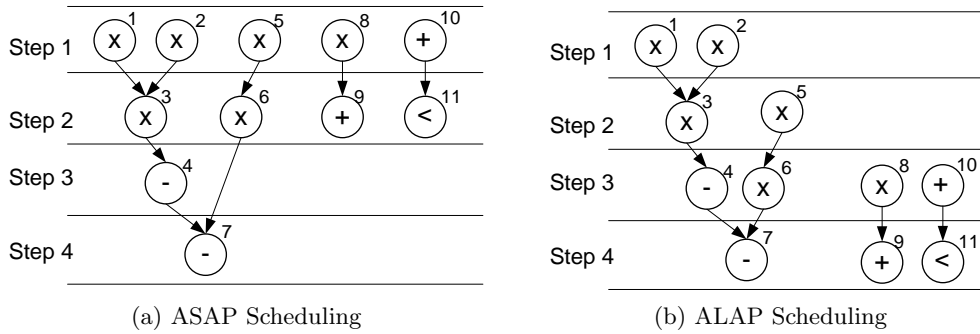 1 2 5 8 10
Step 1 x x x x +
3 6 9 11
Step 2 x x + <
4
Step 3 -
7
Step 4 -
(a) ASAP Scheduling
1 2
Step 1 x x
3 5
Step 2 x x
4 6 8 10
Step 3 - x x +
7 9 11
Step 4 - + <
(b) ALAP Scheduling